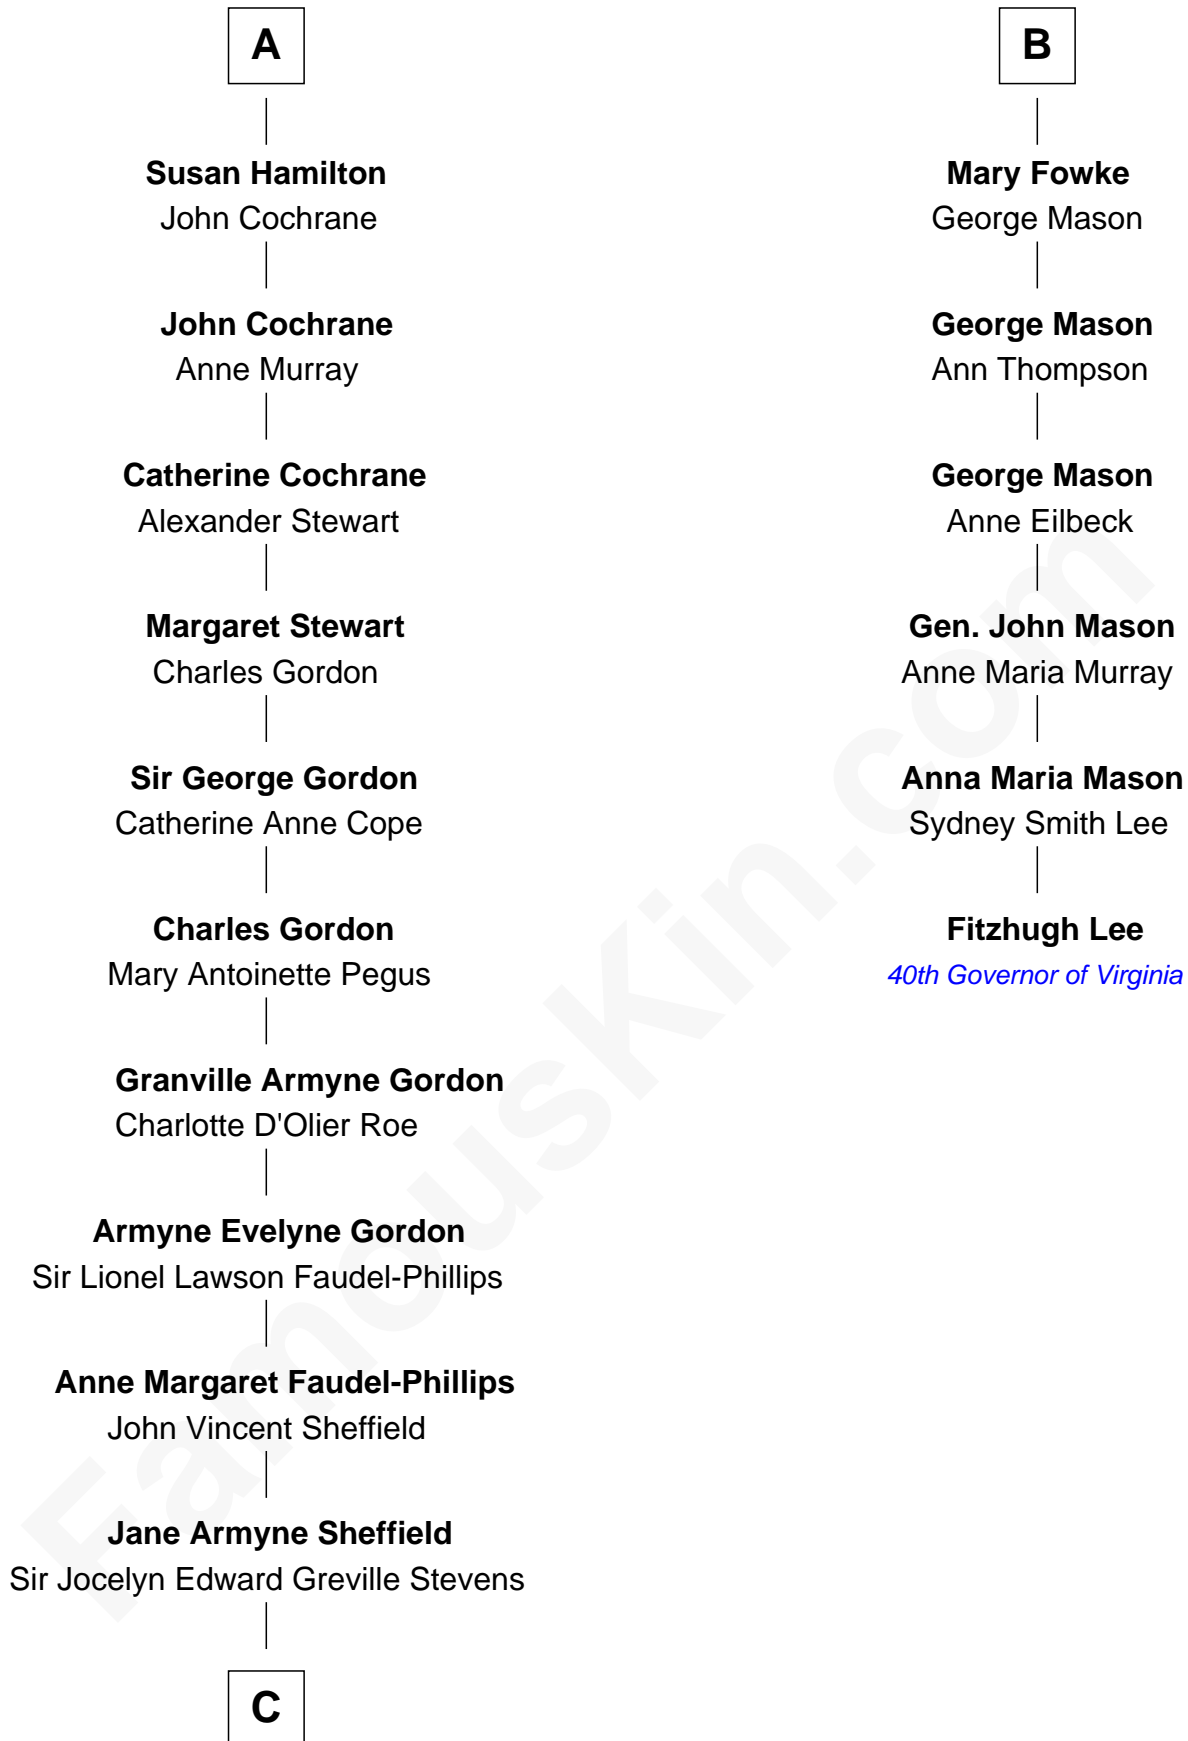 A
Susan Hamilton
John Cochrane
John Cochrane
Anne Murray
Catherine Cochrane
Alexander Stewart
Margaret Stewart
Charles Gordon
Sir George Gordon
Catherine Anne Cope
Charles Gordon
Mary Antoinette Pegus
Granville Armyne Gordon
Charlotte D'Olier Roe
Armyne Evelyne Gordon
Sir Lionel Lawson Faudel-Phillips
Anne Margaret Faudel-Phillips
John Vincent Sheffield
Jane Armyne Sheffield
Sir Jocelyn Edward Greville Stevens
C
B
Mary Fowke
George Mason
George Mason
Ann Thompson
George Mason
Anne Eilbeck
Gen. John Mason
Anne Maria Murray
Anna Maria Mason
Sydney Smith Lee
Fitzhugh Lee
40th Governor of Virginia
FamousKin.com